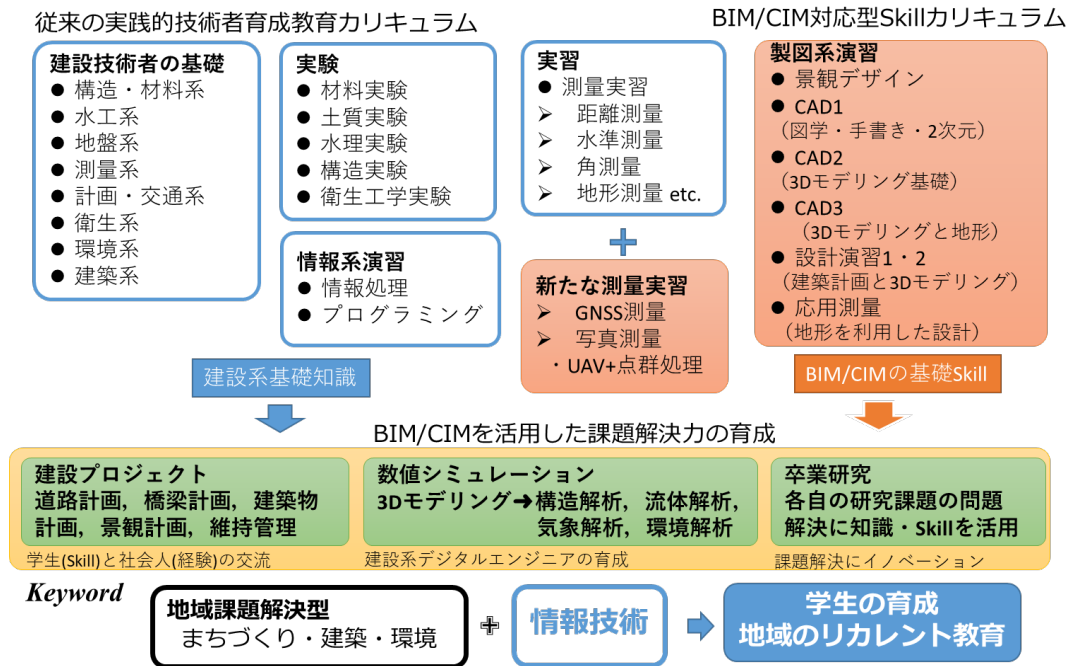 従来の実践的技術者育成教育カリキュラム
BIM/CIM対応型Skillカリキュラム
建設技術者の基礎
● 構造・材料系
● 水工系
● 地盤系
● 測量系
● 計画・交通系
● 衛生系
● 環境系
● 建築系
実験
● 材料実験
● 土質実験
● 水理実験
● 構造実験
● 衛生工学実験
情報系演習
● 情報処理
● プログラミング
実習
● 測量実習
➢ 距離測量
➢ 水準測量
➢ 角測量
➢ 地形測量 etc.
新たな測量実習
➢ GNSS測量
➢ 写真測量
・UAV+点群処理
製図系演習
● 景観デザイン
● CAD1
（図学・手書き・2次元）
● CAD2
（3Dモデリング基礎）
● CAD3
（3Dモデリングと地形）
● 設計演習1・2
（建築計画と3Dモデリング）
● 応用測量
（地形を利用した設計）
建設系基礎知識
BIM/CIMの基礎Skill
BIM/CIMを活用した課題解決力の育成
建設プロジェクト
道路計画，橋梁計画，建築物
計画，景観計画，維持管理
学生(Skill)と社会人(経験)の交流
数値シミュレーション
3Dモデリング➜構造解析，流体解析，
気象解析，環境解析
建設系デジタルエンジニアの育成
卒業研究
各自の研究課題の問題
解決に知識・Skillを活用
課題解決にイノベーション
Keyword
地域課題解決型
まちづくり・建築・環境
+
情報技術
学生の育成
地域のリカレント教育